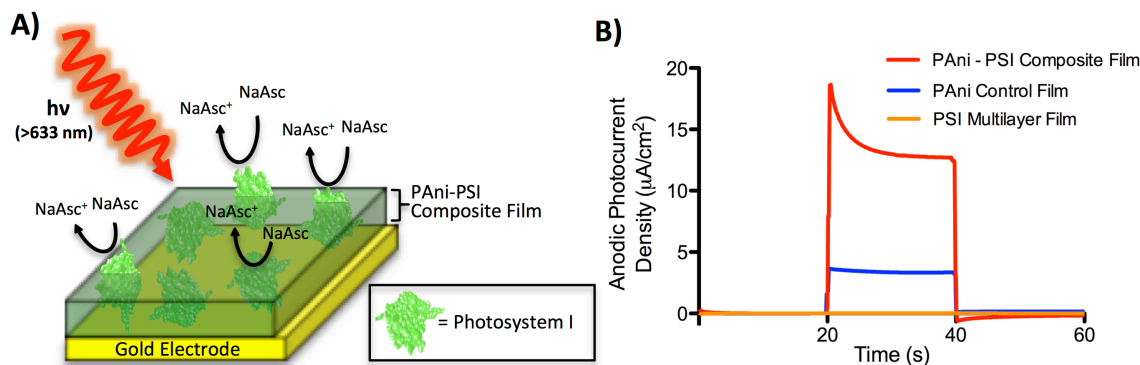 A)
hν
(>633 nm)
NaAsc
NaAsc⁺
NaAsc⁺ NaAsc
NaAsc⁺ NaAsc
NaAsc⁺
NaAsc
PAni-PSI
Composite Film
Gold Electrode
= Photosystem I
B)
PAni - PSI Composite Film
PAni Control Film
PSI Multilayer Film
Anodic Photocurrent
Density (μA/cm²)
20
15
10
5
0
20
40
60
Time (s)